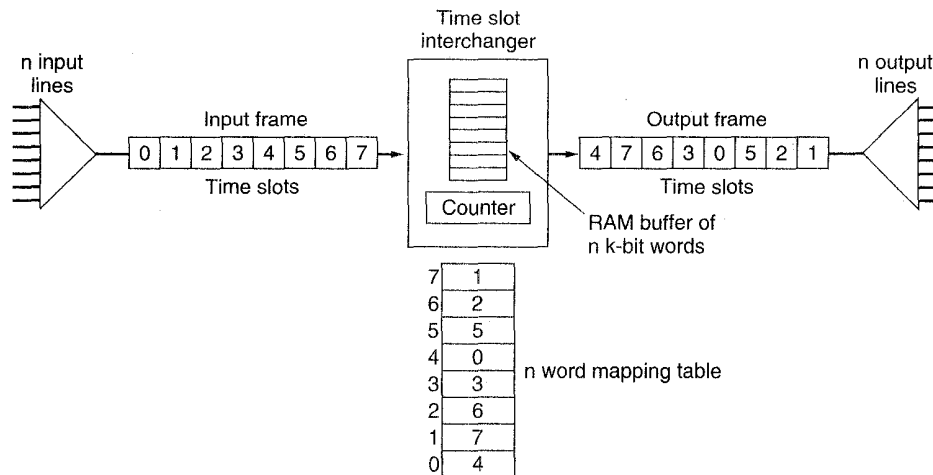 Time slot
interchanger
n input
lines
n output
lines
Input frame
Output frame
0 1 2 3 4 5 6 7
4 7 6 3 0 5 2 1
Time slots
Time slots
Counter
RAM buffer of
n k-bit words
7 1
6 2
5 5
4 0
3 3
n word mapping table
2 6
1 7
0 4